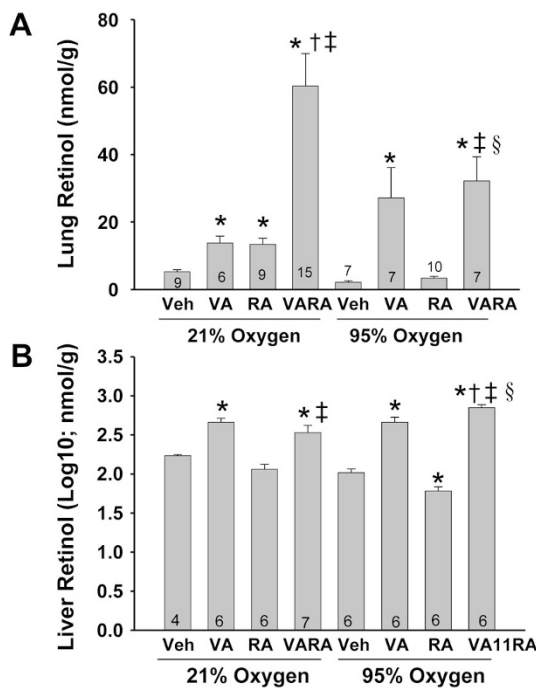 A
Lung Retinol (nmol/g)
80
60
40
20
0
* † ‡
* * * * ‡ §
9 6 9 15 7 7 10 7
Veh VA RA VARA Veh VA RA VARA
21% Oxygen 95% Oxygen
B
Liver Retinol (Log10; nmol/g)
3.5
3.0
2.5
2.0
1.5
1.0
0.5
0.0
* * ‡ * * *† ‡ §
4 6 6 7 6 6 6 6
Veh VA RA VARA Veh VA RA VA11RA
21% Oxygen 95% Oxygen